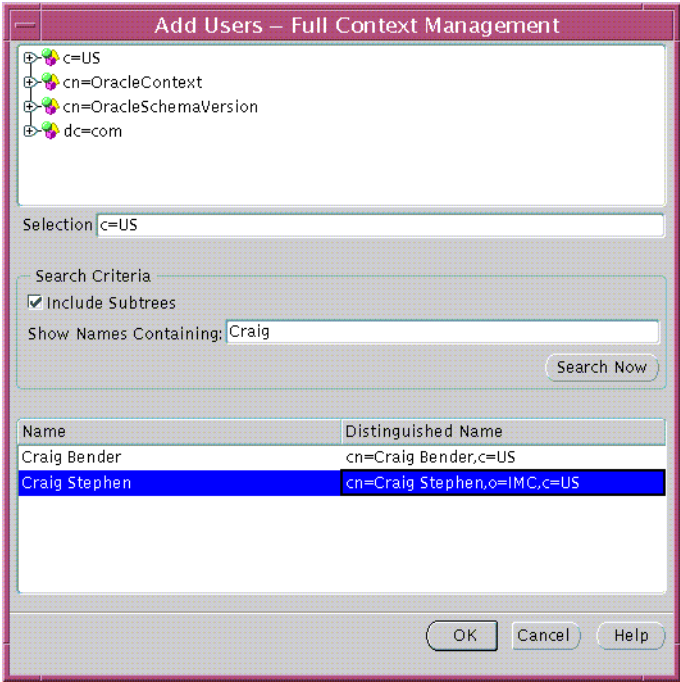 Add Users – Full Context Management
c=US
cn=OracleContext
cn=OracleSchemaVersion
dc=com
Selection c=US
Search Criteria
Include Subtrees
Show Names Containing: Craig
Search Now
Name Distinguished Name
Craig Bender cn=Craig Bender,c=US
Craig Stephen cn=Craig Stephen,o=IMC,c=US
OK Cancel Help